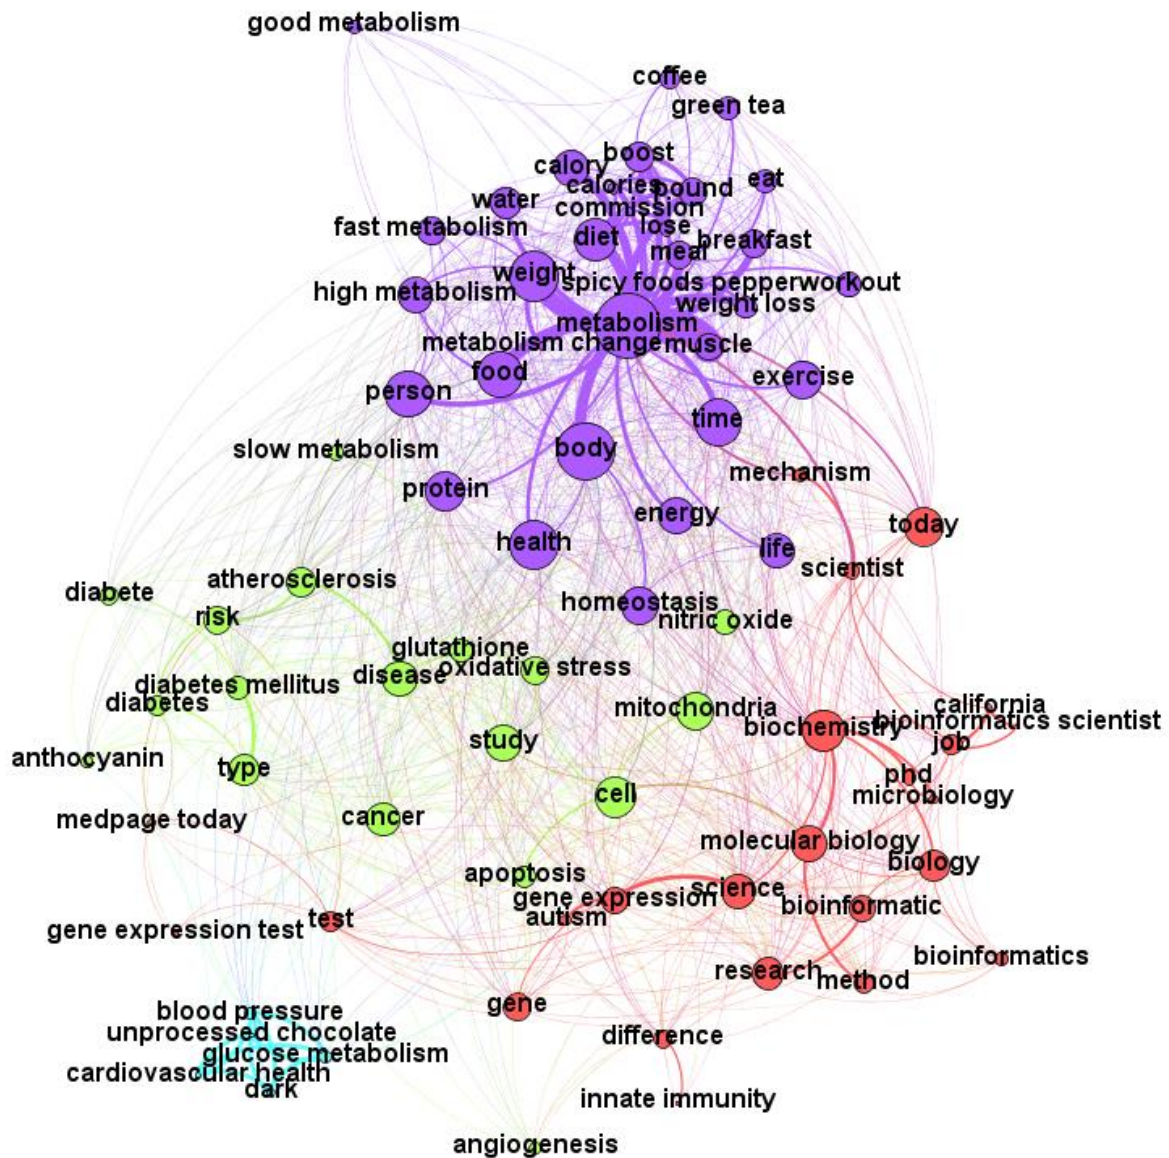 good metabolism
coffee
green tea
boost
calory
calories
pound
eat
water
commission
fast metabolism
diet
lose
meal
breakfast
weight
spicy foods pepper
workout
high metabolism
weight loss
metabolism
metabolism change
muscle
food
person
exercise
time
slow metabolism
body
mechanism
protein
energy
today
health
life
scientist
atherosclerosis
diabete
risk
homeostasis
nitric oxide
glutathione
oxidative stress
disease
diabetes mellitus
diabetes
mitochondria
california
bioinformatics scientist
biochemistry
job
study
anthocyanin
type
phd
microbiology
cell
medpage today
cancer
molecular biology
biology
apoptosis
gene expression
science
autism
bioinformatic
test
gene expression test
bioinformatics
research
method
gene
blood pressure
unprocessed chocolate
difference
glucose metabolism
cardiovascular health
dark
innate immunity
angiogenesis